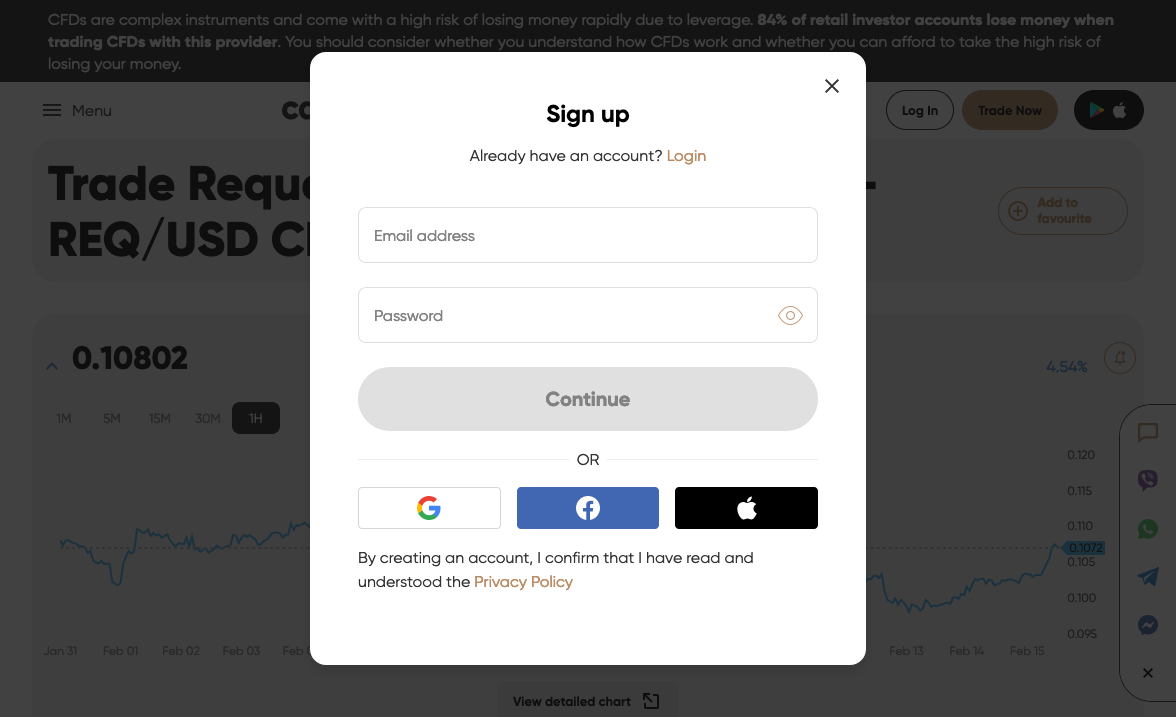 CFDs are complex instruments and come with a high risk of losing money rapidly due to leverage. 84% of retail investor accounts lose money when
trading CFDs with this provider. You should consider whether you understand how CFDs work and whether you can afford to take the high risk of
losing your money.
Menu
Log In
Trade Now
Sign up
Already have an account? Login
Trade
REQ/USD
Add to
favourite
Email address
Password
0.10802
4.54%
1M 5M 15M 30M 1H
Continue
OR
By creating an account, I confirm that I have read and
understood the Privacy Policy
0.120
0.115
0.110
0.1072
0.105
0.100
0.095
Jan 31 Feb 01 Feb 02 Feb 03 Feb 13 Feb 14 Feb 15
View detailed chart